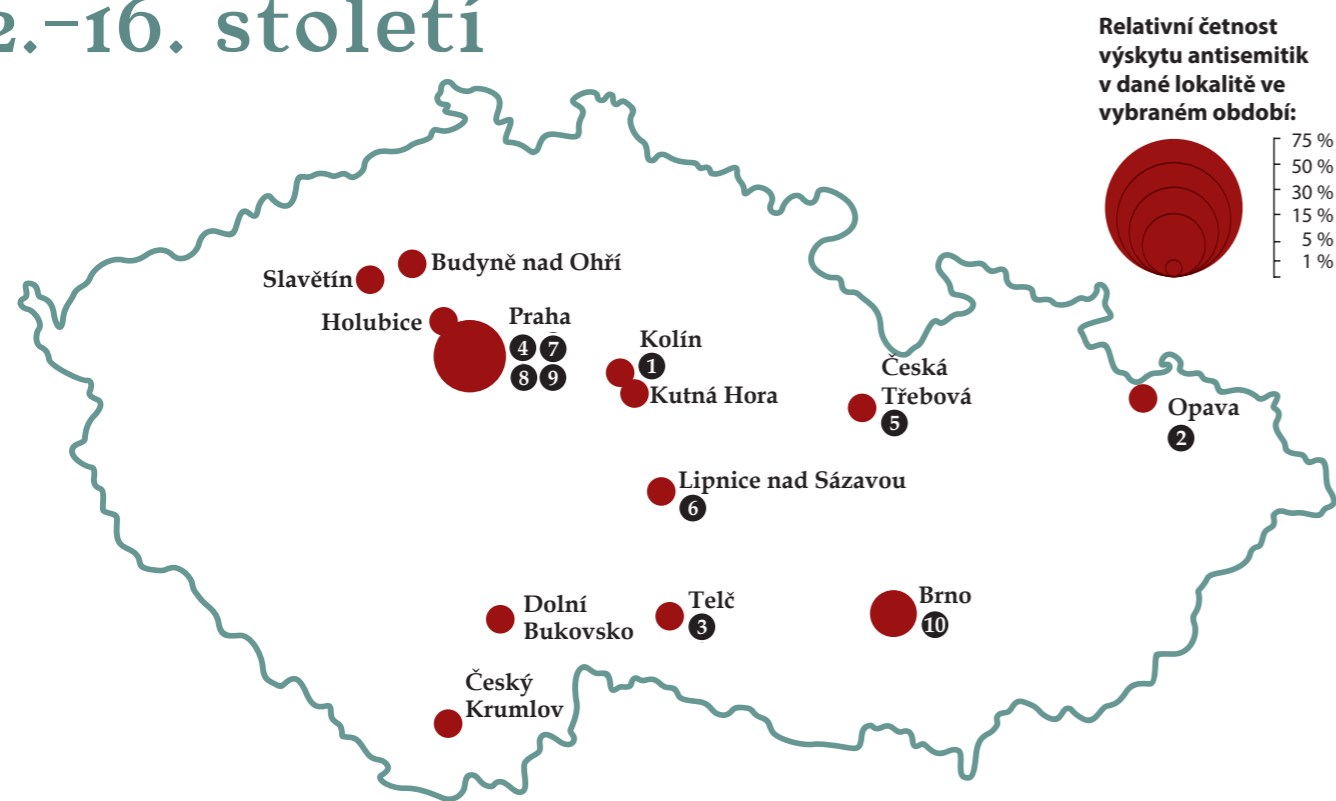 2.–16. století
Relativní četnost
výskytu antisemitik
v dané lokalitě ve
vybraném období:
75 %
50 %
30 %
15 %
5 %
1 %
Budyně nad Ohří
Slavětín
Holubice
Praha
4 7
8 9
Kolín
1
Kutná Hora
Česká
Třebová
5
Opava
2
Lipnice nad Sázavou
6
Dolní
Bukovsko
Telč
3
Brno
10
Český
Krumlov